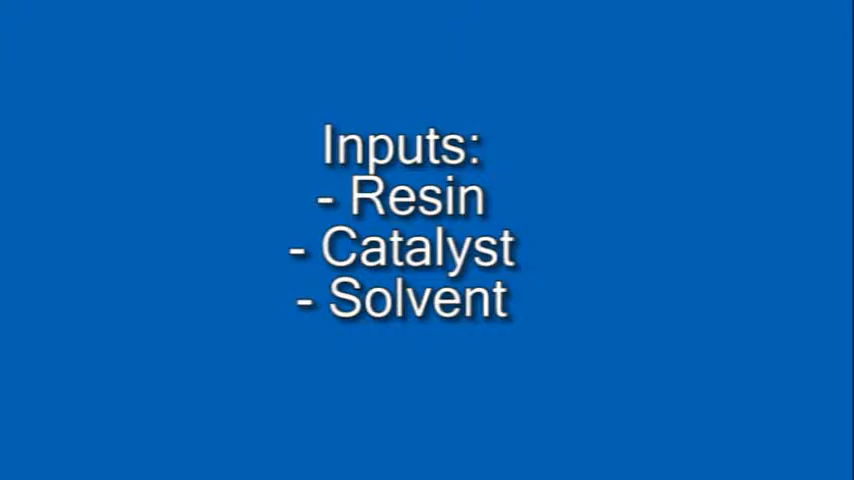 Inputs:
- Resin
- Catalyst
- Solvent